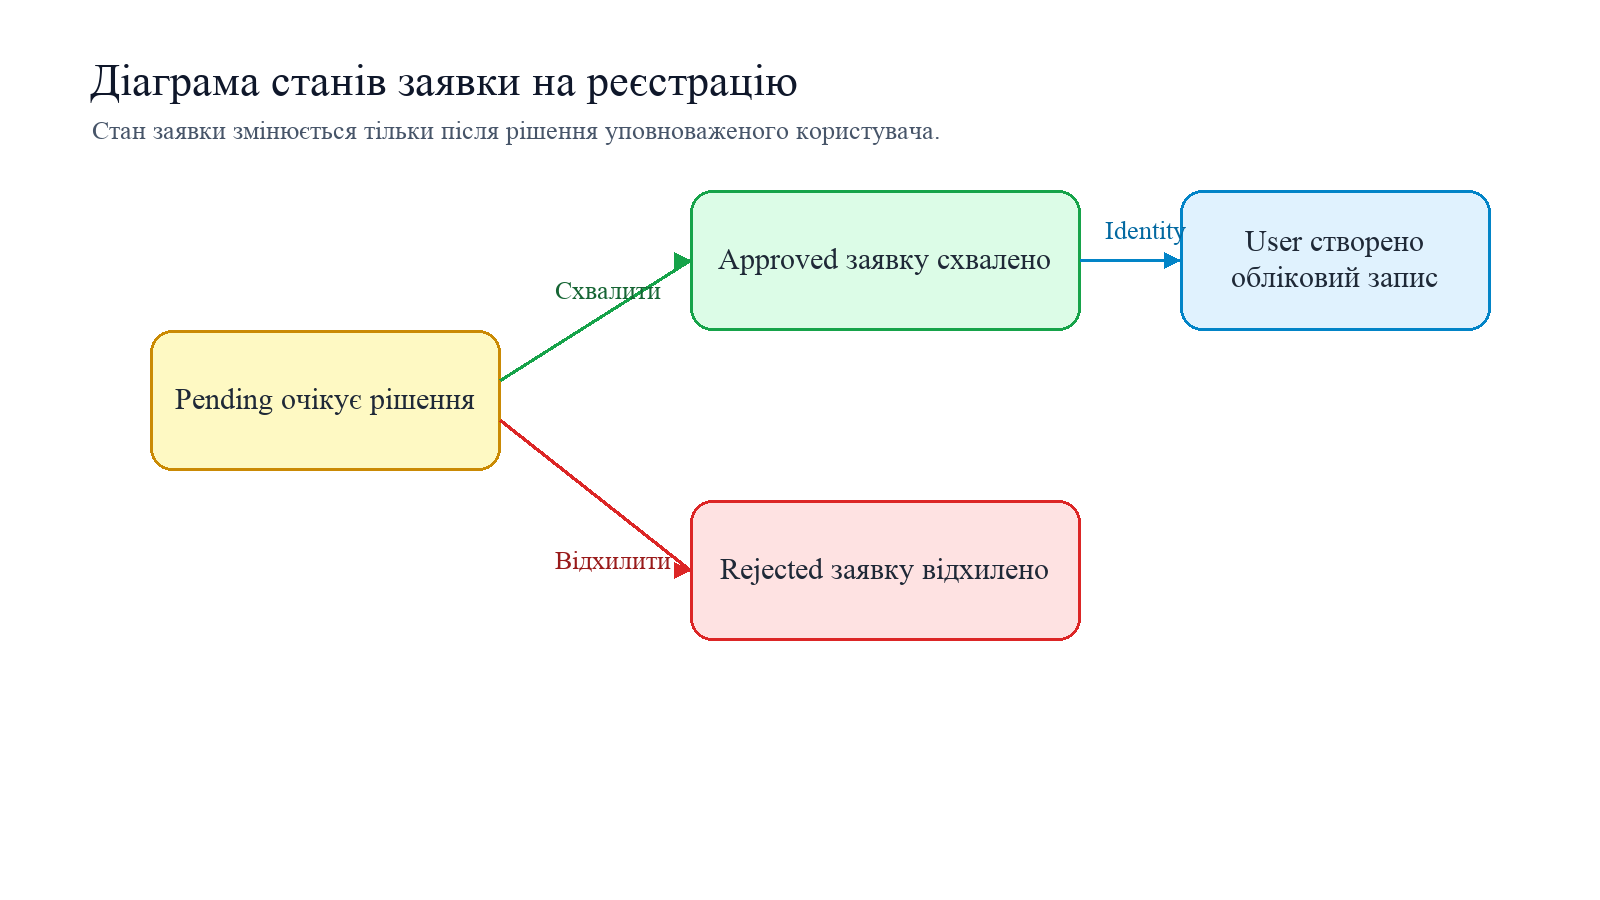 Діаграма станів заявки на реєстрацію
Стан заявки змінюється тільки після рішення уповноваженого користувача.
Identity
User створено
обліковий запис
Approved заявку схвалено
Схвалити
Pending очікує рішення
Відхилити
Rejected заявку відхилено